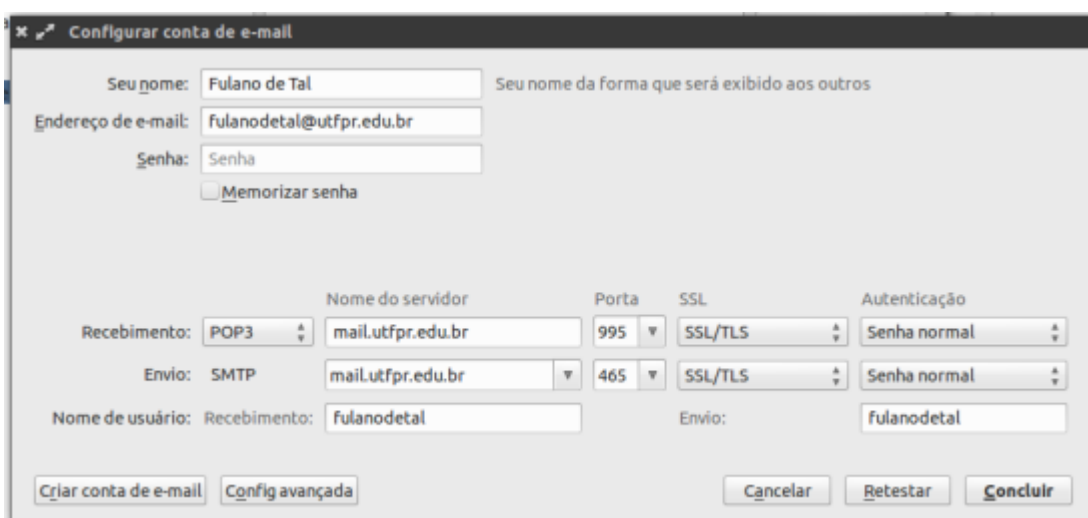 Configurar conta de e-mail
Seu nome: Fulano de Tal Seu nome da forma que será exibido aos outros
Endereço de e-mail: fulanodetal@utfpr.edu.br
Senha: Senha
Memorizar senha
Nome do servidor Porta SSL Autenticação
Recebimento: POP3 mail.utfpr.edu.br 995 SSL/TLS Senha normal
Envio: SMTP mail.utfpr.edu.br 465 SSL/TLS Senha normal
Nome de usuário: Recebimento: fulanodetal Envio: fulanodetal
Criar conta de e-mail Config avançada Cancelar Retestar Concluir